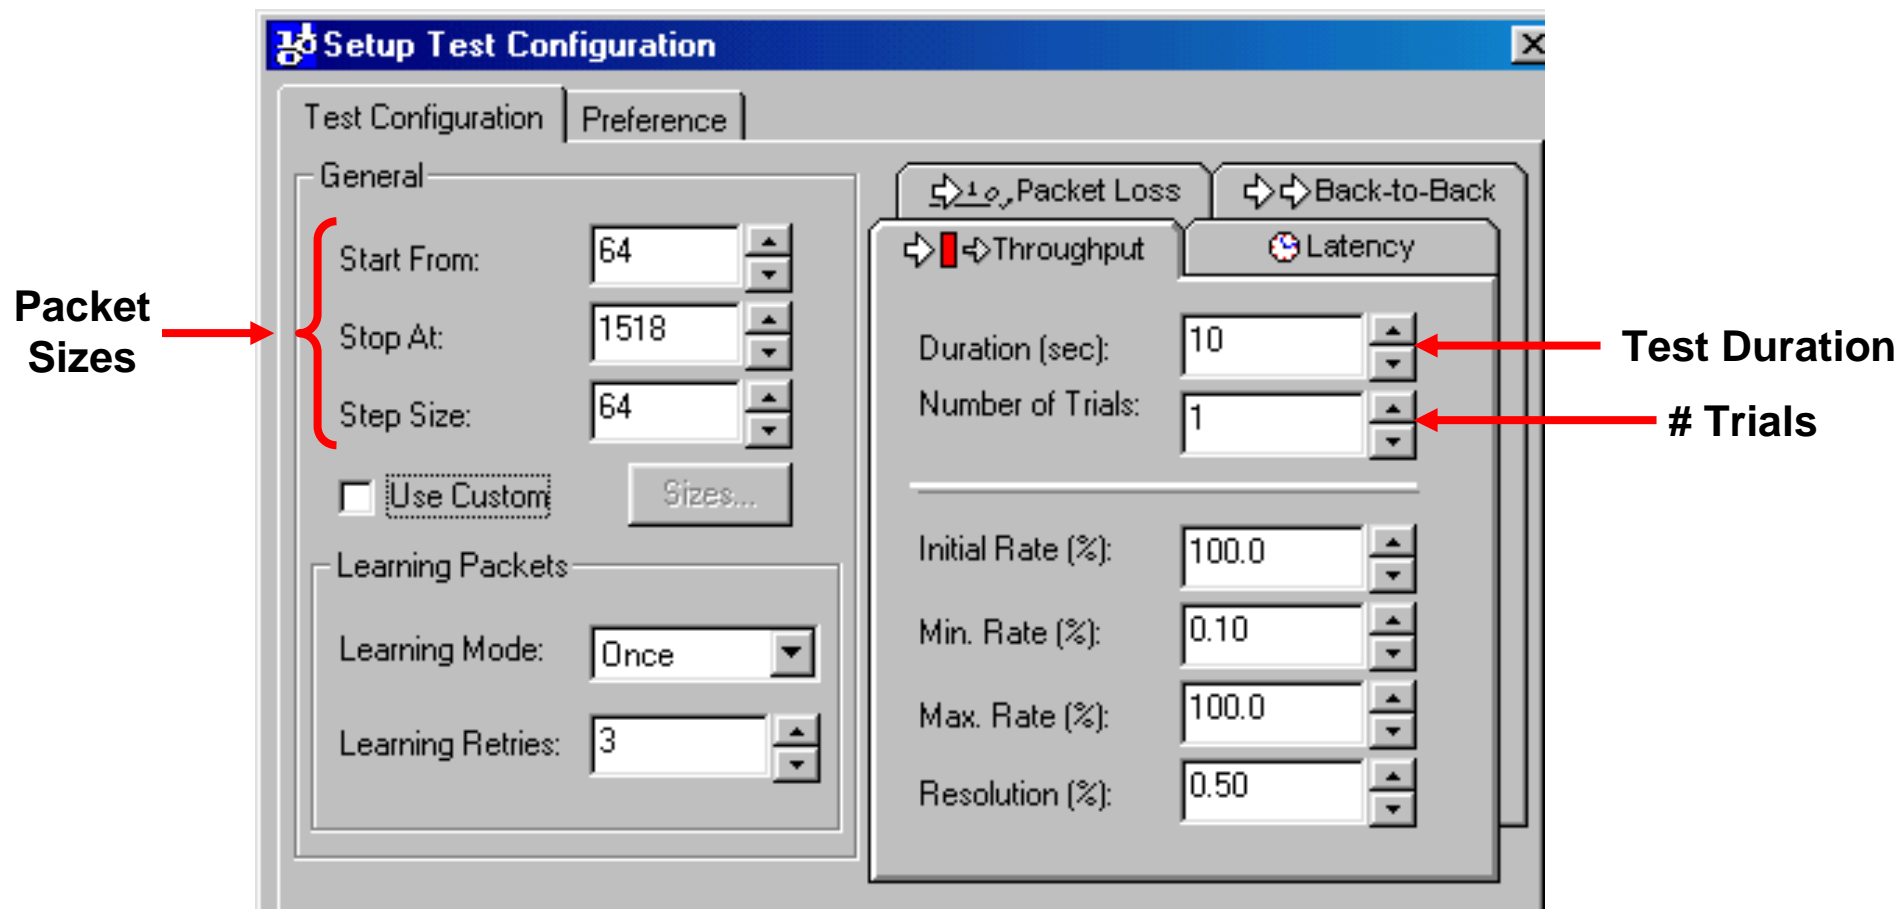 Setup Test Configuration
Test Configuration
Preference
General
Start From: 64
Stop At: 1518
Step Size: 64
Use Custom
Sizes...
Learning Packets
Learning Mode: Once
Learning Retries: 3
Packet Loss
Back-to-Back
Throughput
Latency
Duration (sec): 10
Number of Trials: 1
Initial Rate (%): 100.0
Min. Rate (%): 0.10
Max. Rate (%): 100.0
Resolution (%): 0.50
Packet
Sizes
Test Duration
# Trials